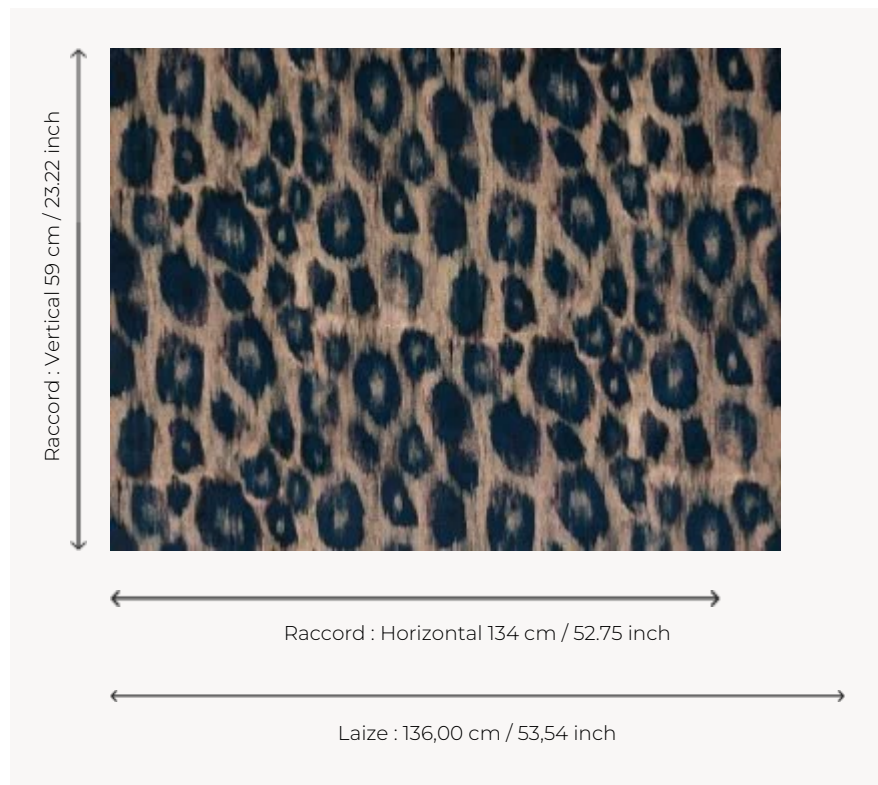 Raccord : Vertical 59 cm / 23.22 inch
Raccord : Horizontal 134 cm / 52.75 inch
Laize : 136,00 cm / 53,54 inch